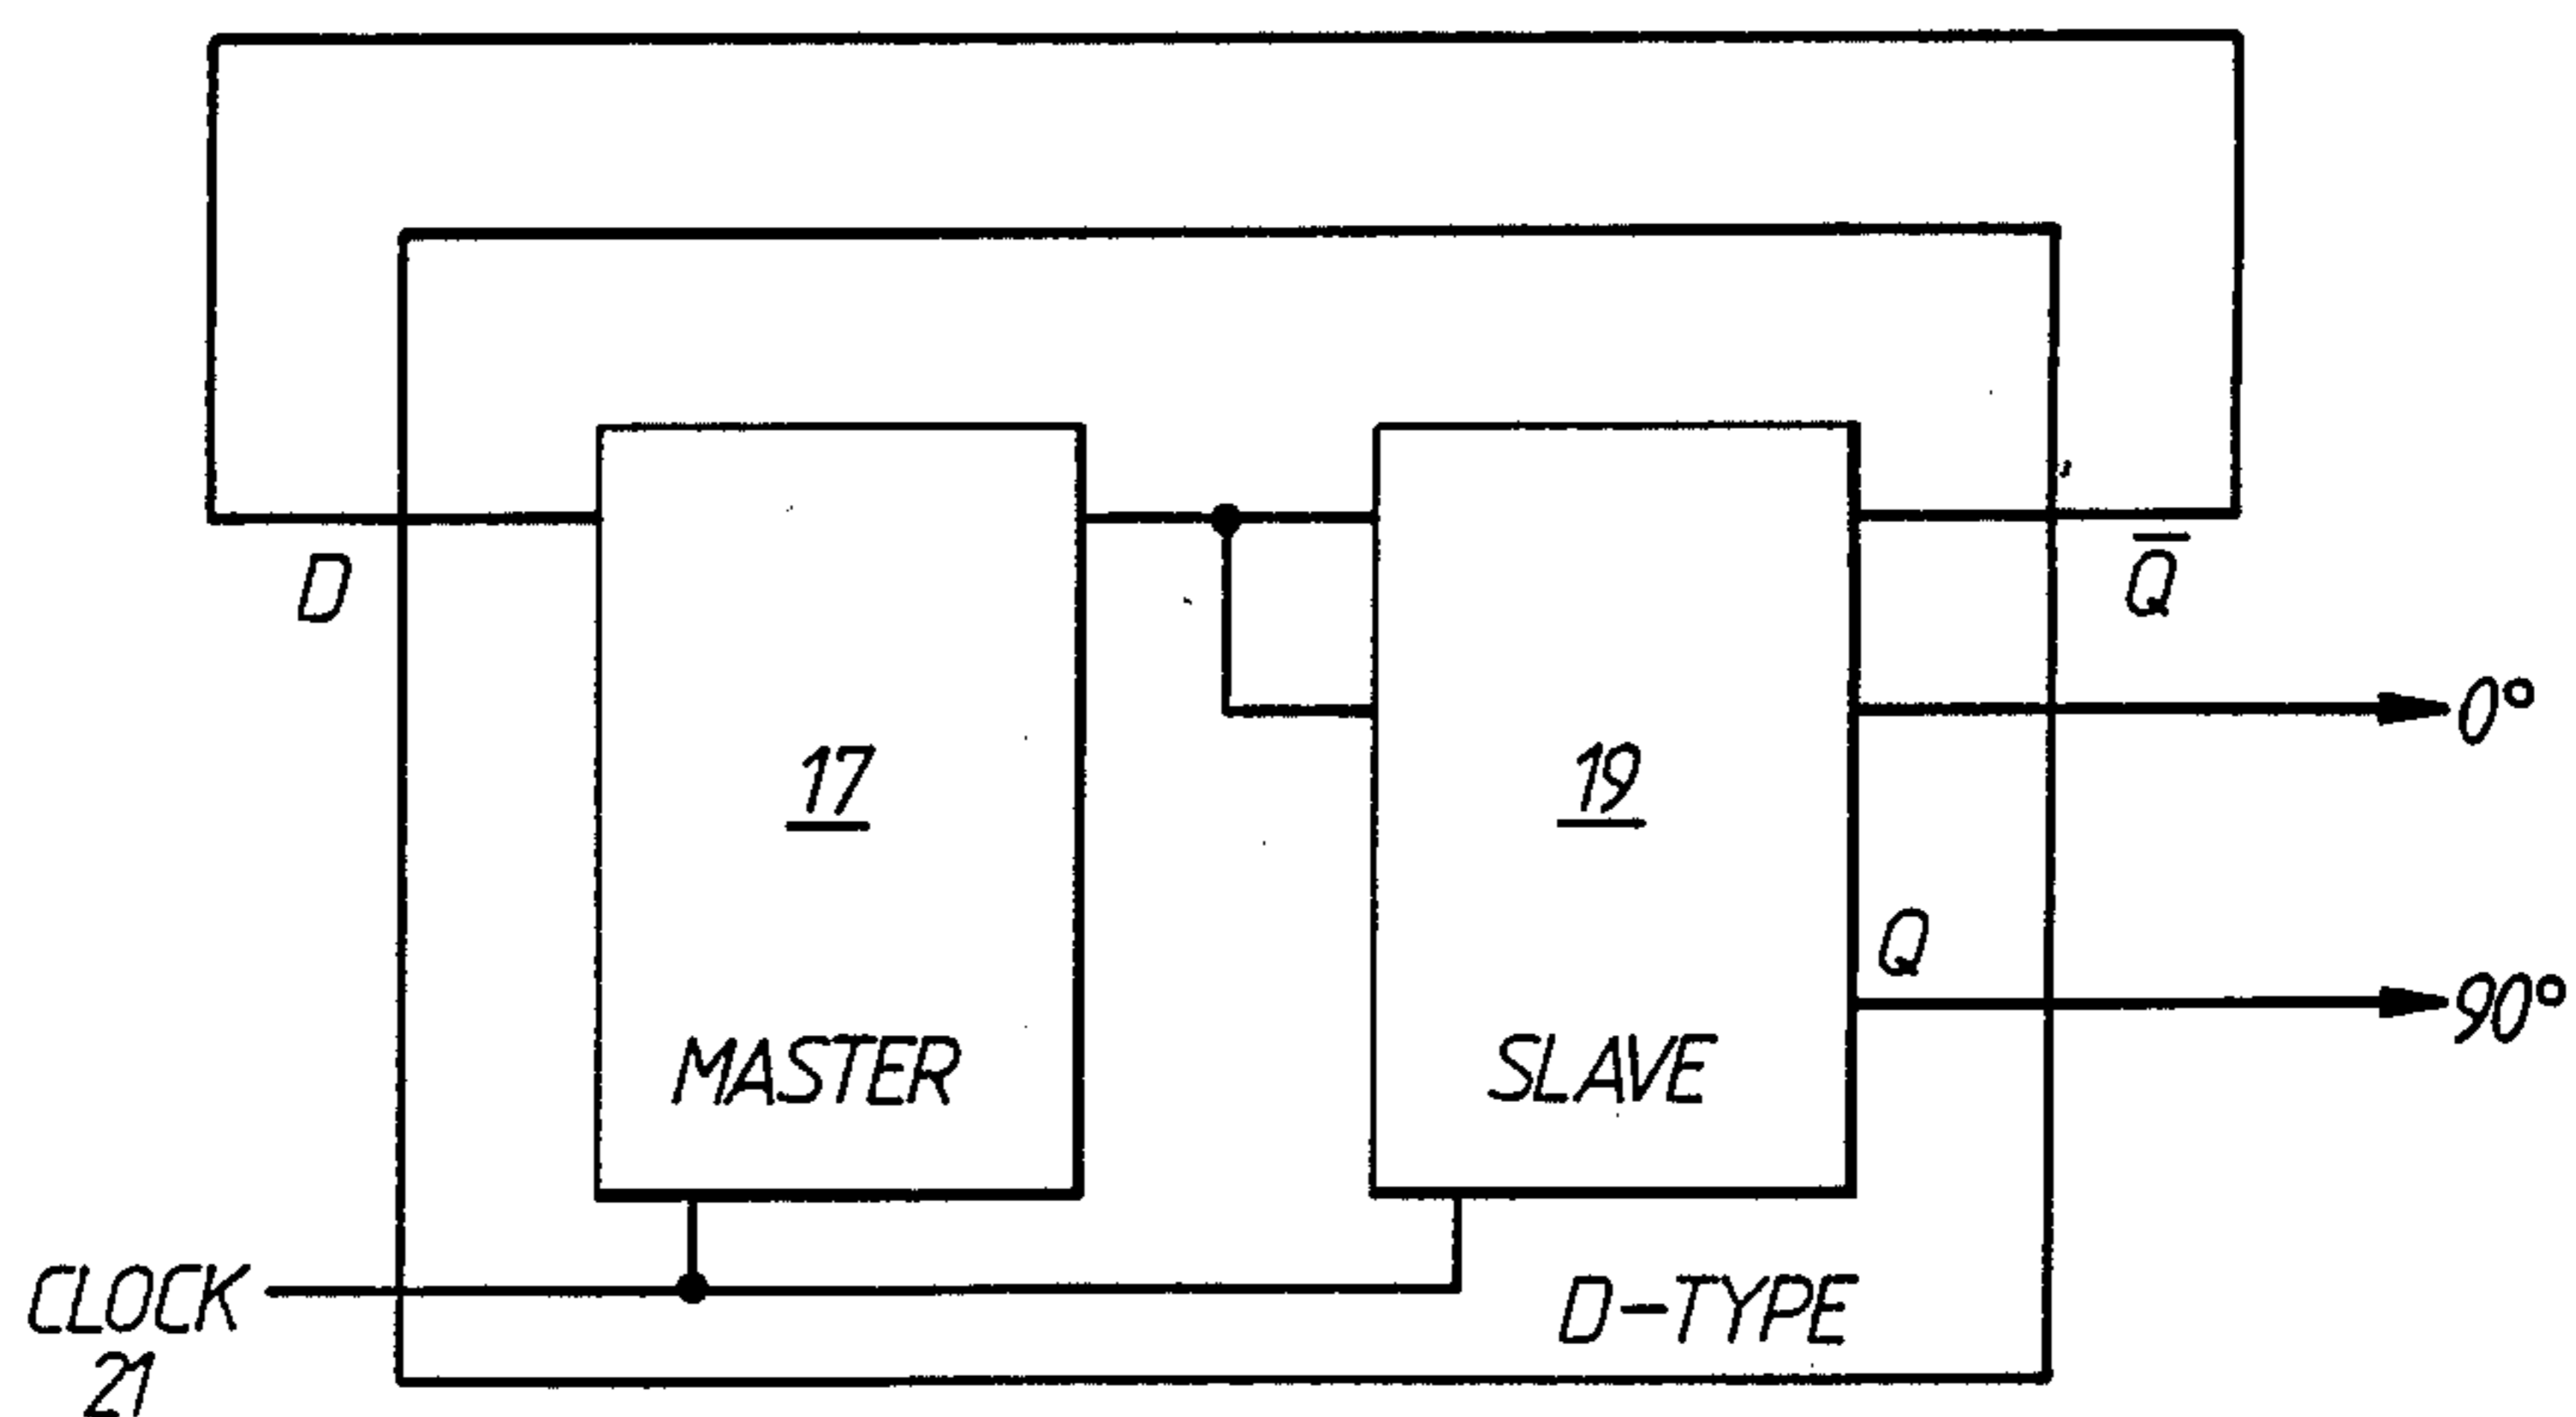 D
Q̅
0°
17
19
Q
90°
MASTER
SLAVE
CLOCK
21
D-TYPE